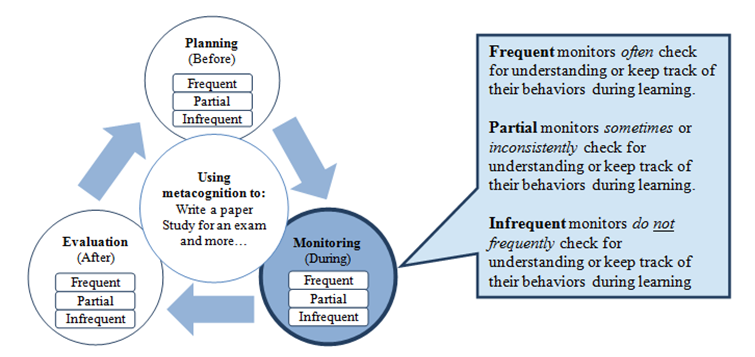 Planning
(Before)
Frequent
Partial
Infrequent
Using
metacognition to:
Write a paper
Study for an exam
and more…
Evaluation
(After)
Frequent
Partial
Infrequent
Monitoring
(During)
Frequent
Partial
Infrequent
Frequent monitors often check
for understanding or keep track of
their behaviors during learning.
Partial monitors sometimes or
inconsistently check for
understanding or keep track of
their behaviors during learning.
Infrequent monitors do not
frequently check for
understanding or keep track of
their behaviors during learning